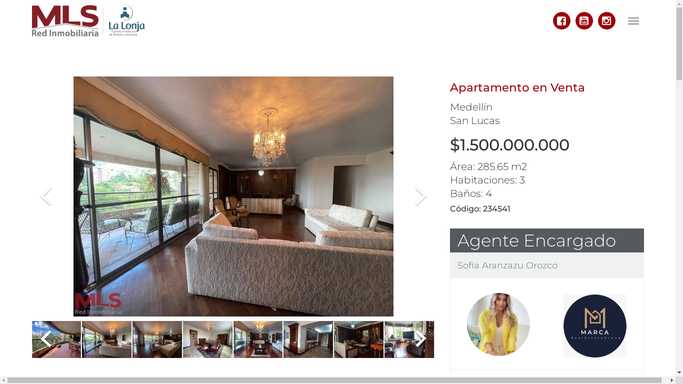 MLS
Red Inmobiliaria
La Lonja
Apartamento en Venta
Medellín
San Lucas
$1.500.000.000
Área: 285.65 m2
Habitaciones: 3
Baños: 4
Código: 234541
MLS
Red Inmobiliaria
Agente Encargado
Sofia Aranzazu Orozco
MARCA